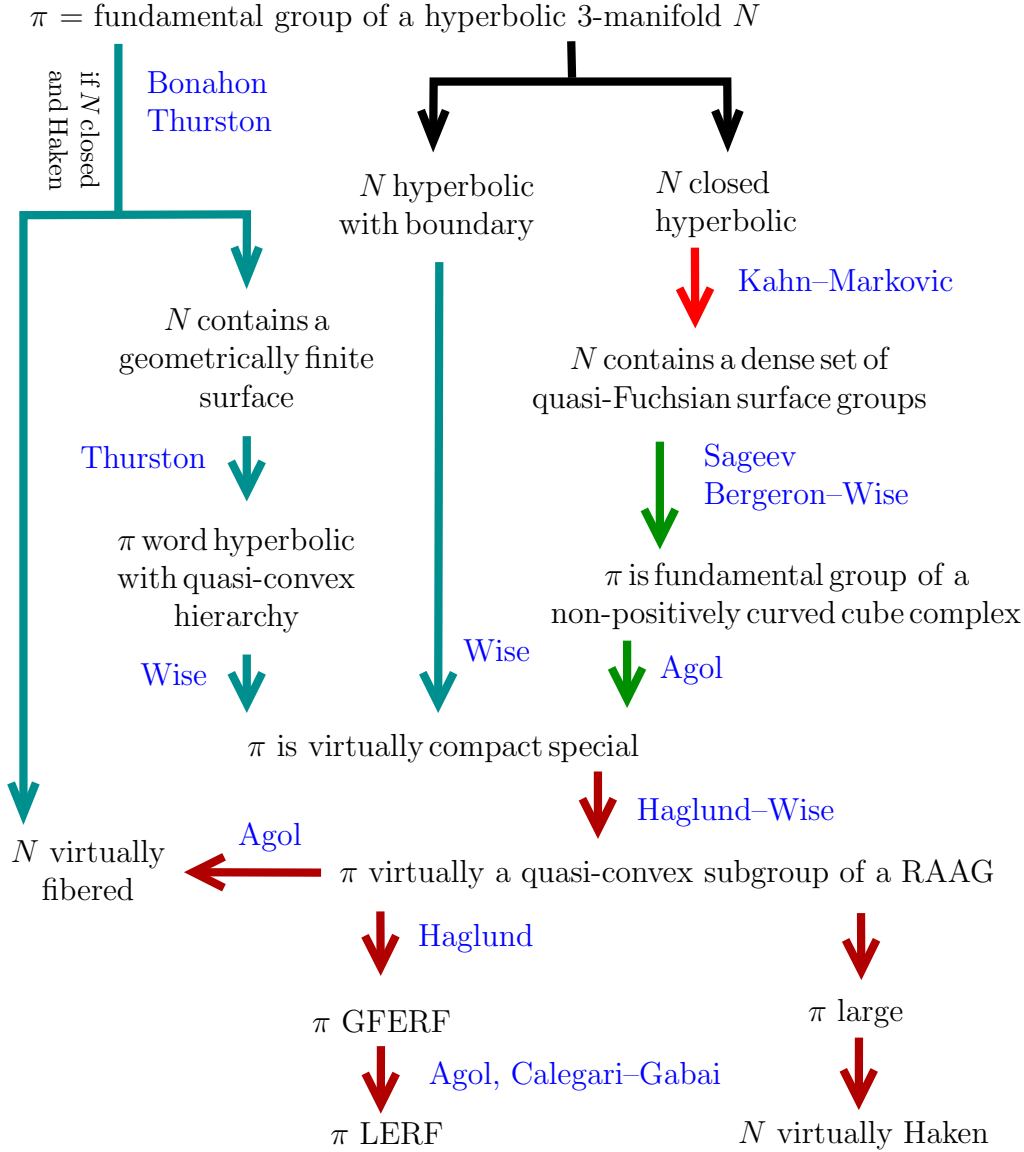 π = fundamental group of a hyperbolic 3-manifold N
if N closed
and Haken
Bonahon
Thurston
N hyperbolic
with boundary
N closed
hyperbolic
Kahn–Markovic
N contains a
geometrically finite
surface
N contains a dense set of
quasi-Fuchsian surface groups
Thurston
Sageev
Bergeron–Wise
π word hyperbolic
with quasi-convex
hierarchy
π is fundamental group of a
non-positively curved cube complex
Wise
Wise
Agol
π is virtually compact special
Haglund–Wise
N virtually
fibered
Agol
π virtually a quasi-convex subgroup of a RAAG
Haglund
π GFERF
π large
Agol, Calegari–Gabai
π LERF
N virtually Haken